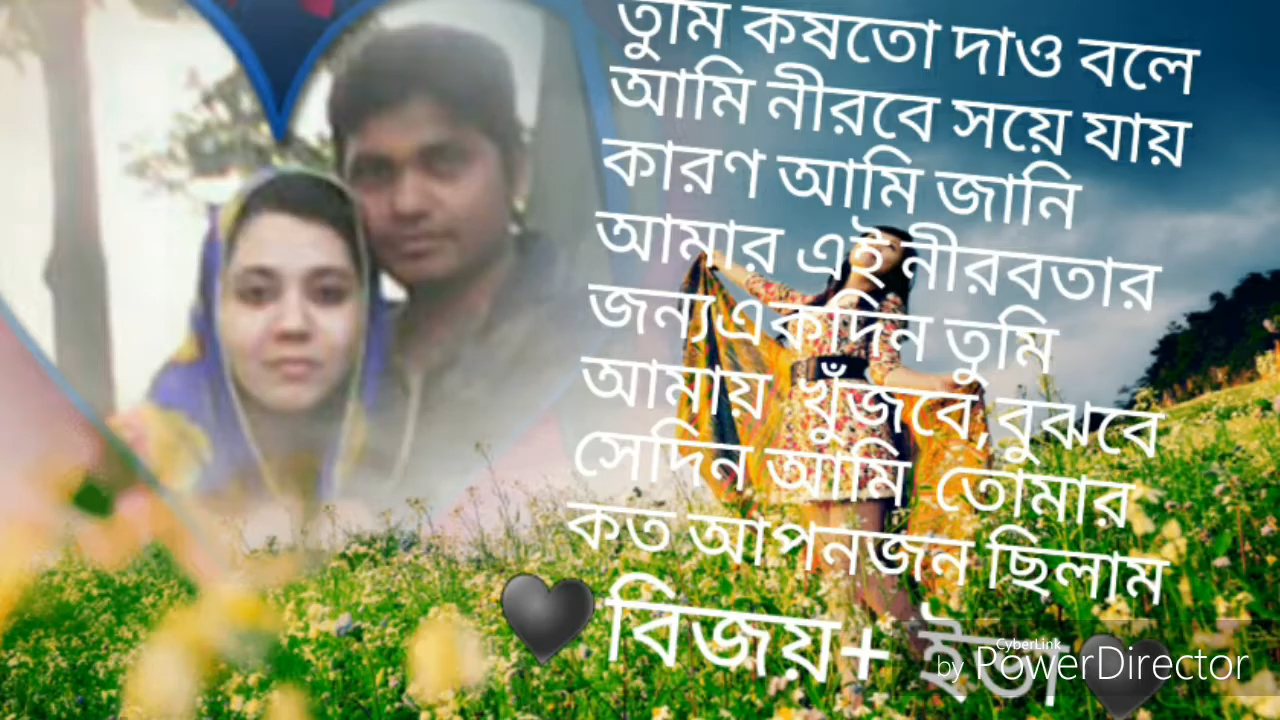 তুমি কষতো দাও বলে
আমি নীরবে সয়ে যায়
কারণ আমি জানি
আমার এই নীরবতার
জন্যএকদিন তুমি
আমায় খুঁজবে,বুঝবে
সেদিন আমি তোমার
কত আপনজন ছিলাম
বিজয়+ ইভা
CyberLink
by PowerDirector